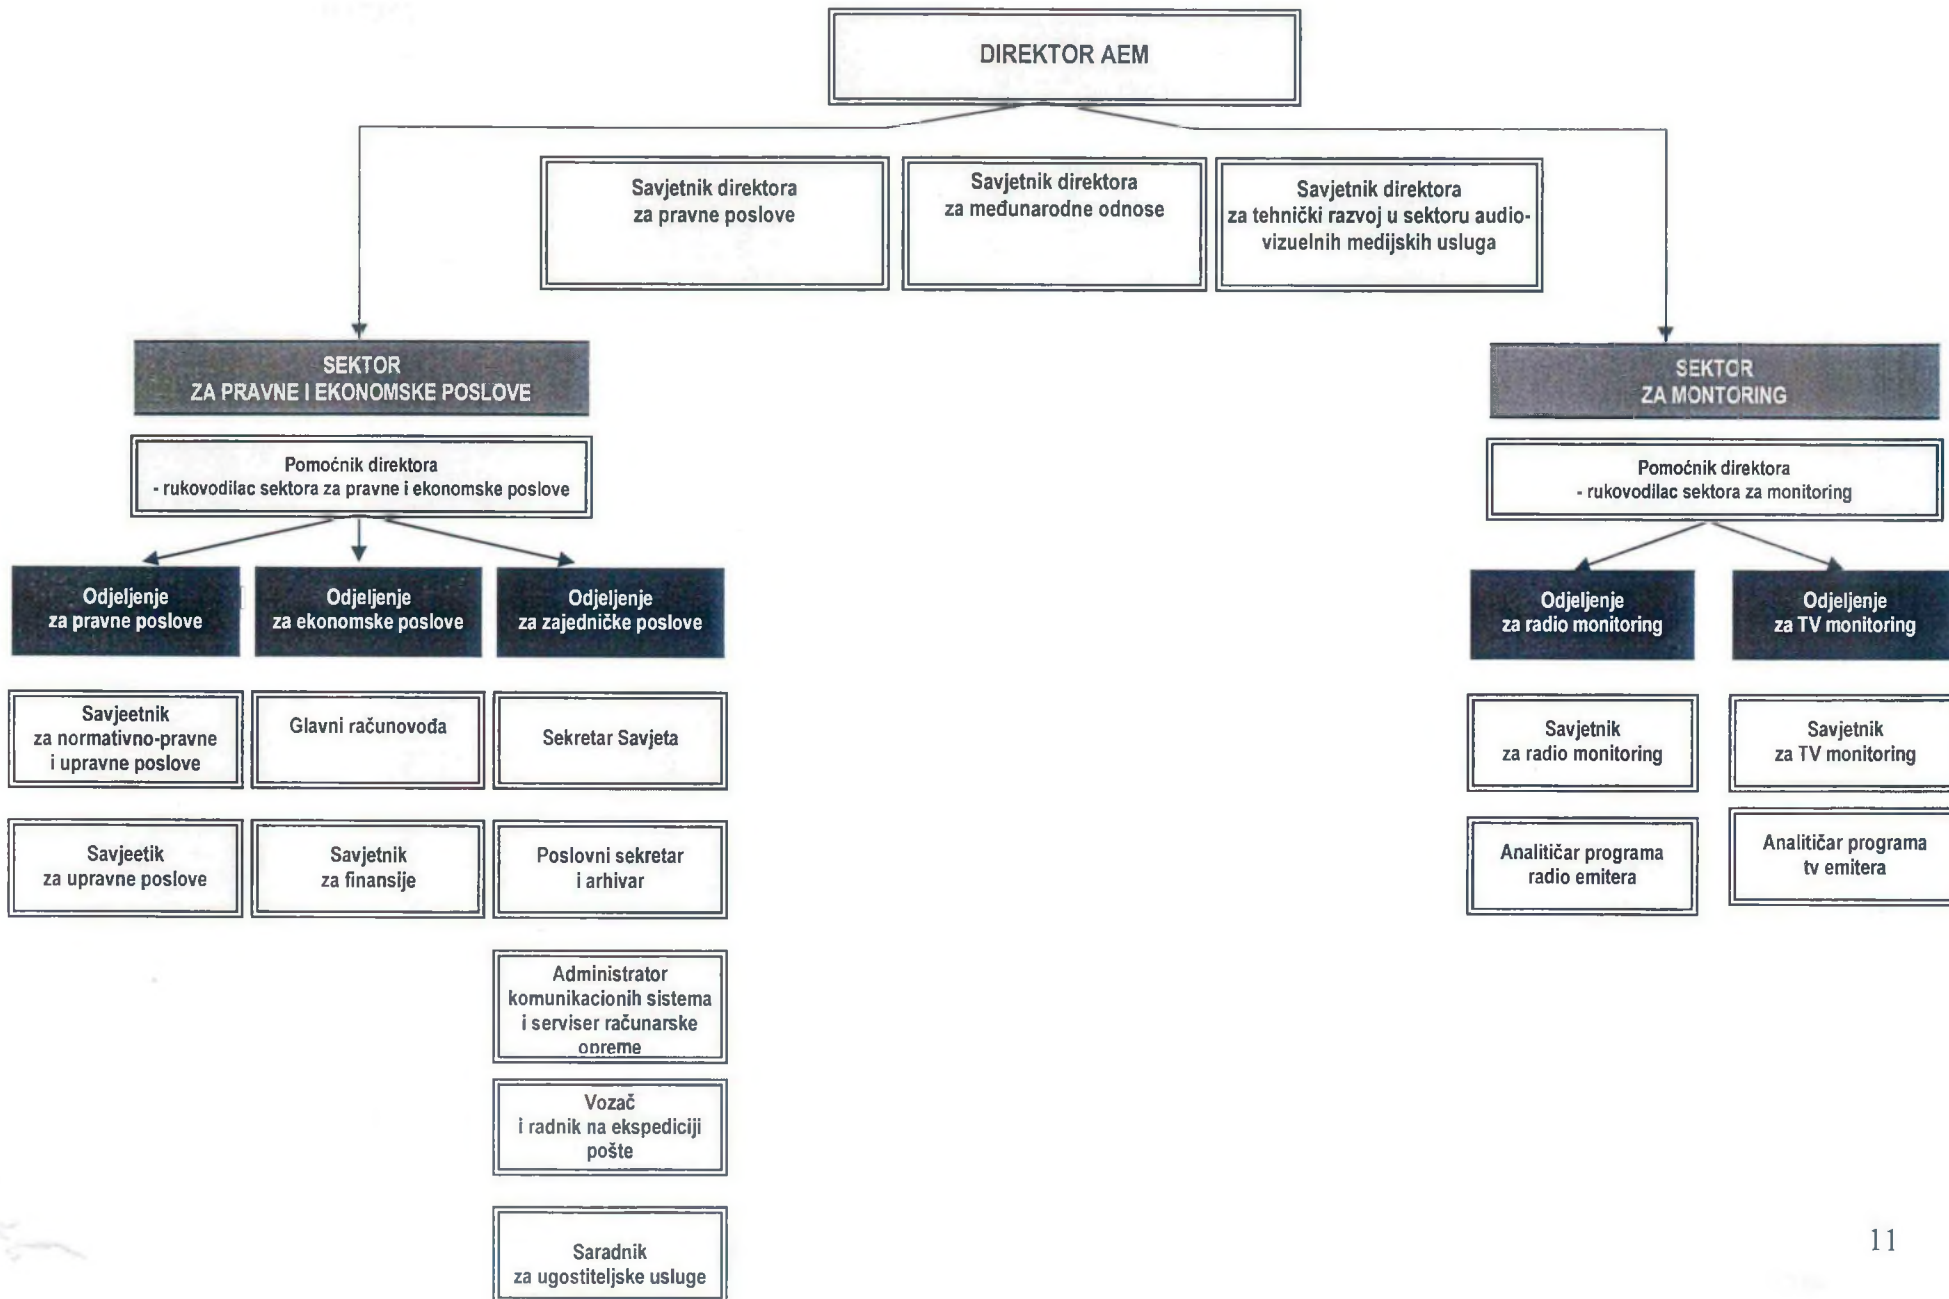 DIREKTOR AEM
Savjetnik direktora
za pravne poslove
Savjetnik direktora
za međunarodne odnose
Savjetnik direktora
za tehnički razvoj u sektoru audio-
vizuelnih medijskih usluga
SEKTOR
ZA PRAVNE I EKONOMSKE POSLOVE
SEKTOR
ZA MONTORING
Pomoćnik direktora
- rukovodilac sektora za pravne i ekonomske poslove
Pomoćnik direktora
- rukovodilac sektora za monitoring
Odjeljenje
za pravne poslove
Odjeljenje
za ekonomske poslove
Odjeljenje
za zajedničke poslove
Odjeljenje
za radio monitoring
Odjeljenje
za TV monitoring
Savjeetnik
za normativno-pravne
i upravne poslove
Glavni računovođa
Sekretar Savjeta
Savjetnik
za radio monitoring
Savjetnik
za TV monitoring
Savjeetik
za upravne poslove
Savjetnik
za finansije
Poslovni sekretar
i arhivar
Analitičar programa
radio emitera
Analitičar programa
tv emitera
Administrator
komunikacionih sistema
i serviser računarske
opreme
Vozač
i radnik na ekspediciji
pošte
Saradnik
za ugostiteljske usluge
11